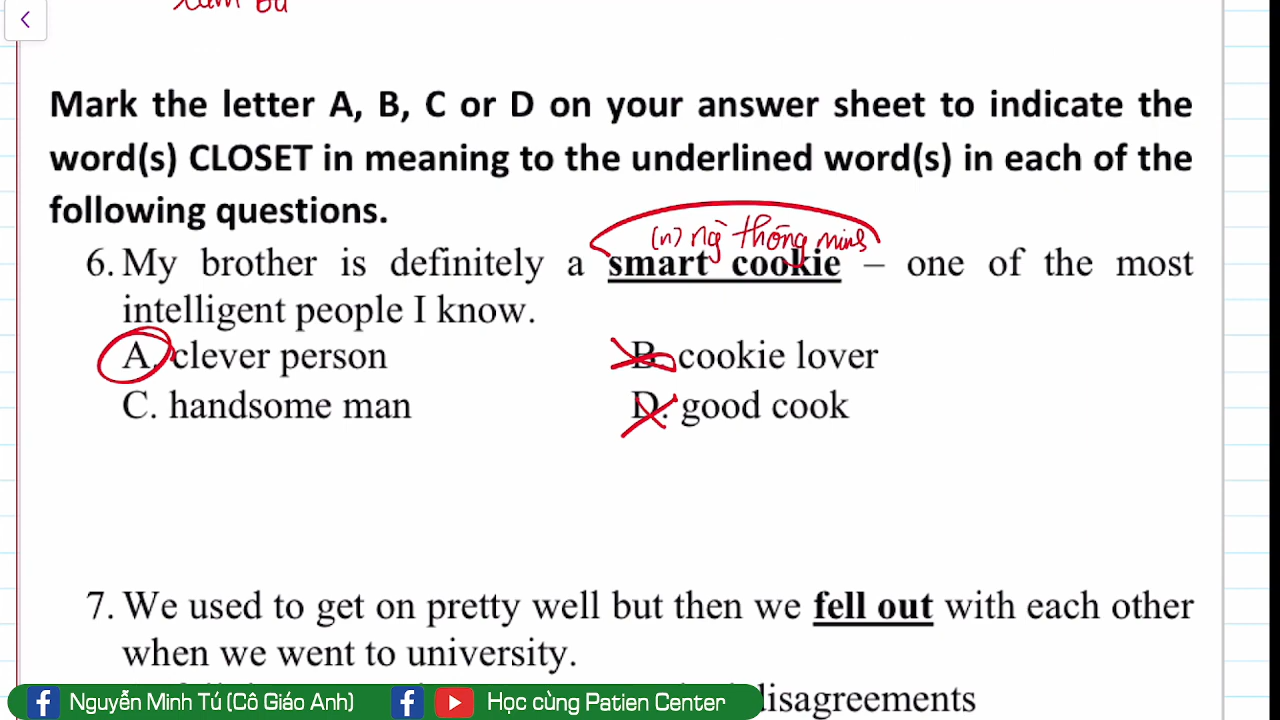 Mark the letter A, B, C or D on your answer sheet to indicate the
word(s) CLOSET in meaning to the underlined word(s) in each of the
following questions.
(n) ng` thông minh
6. My brother is definitely a smart cookie – one of the most
intelligent people I know.
A. clever person B. cookie lover
C. handsome man D. good cook
7. We used to get on pretty well but then we fell out with each other
when we went to university.
disagreements
Nguyễn Minh Tú (Cô Giáo Anh) Học cùng Patien Center